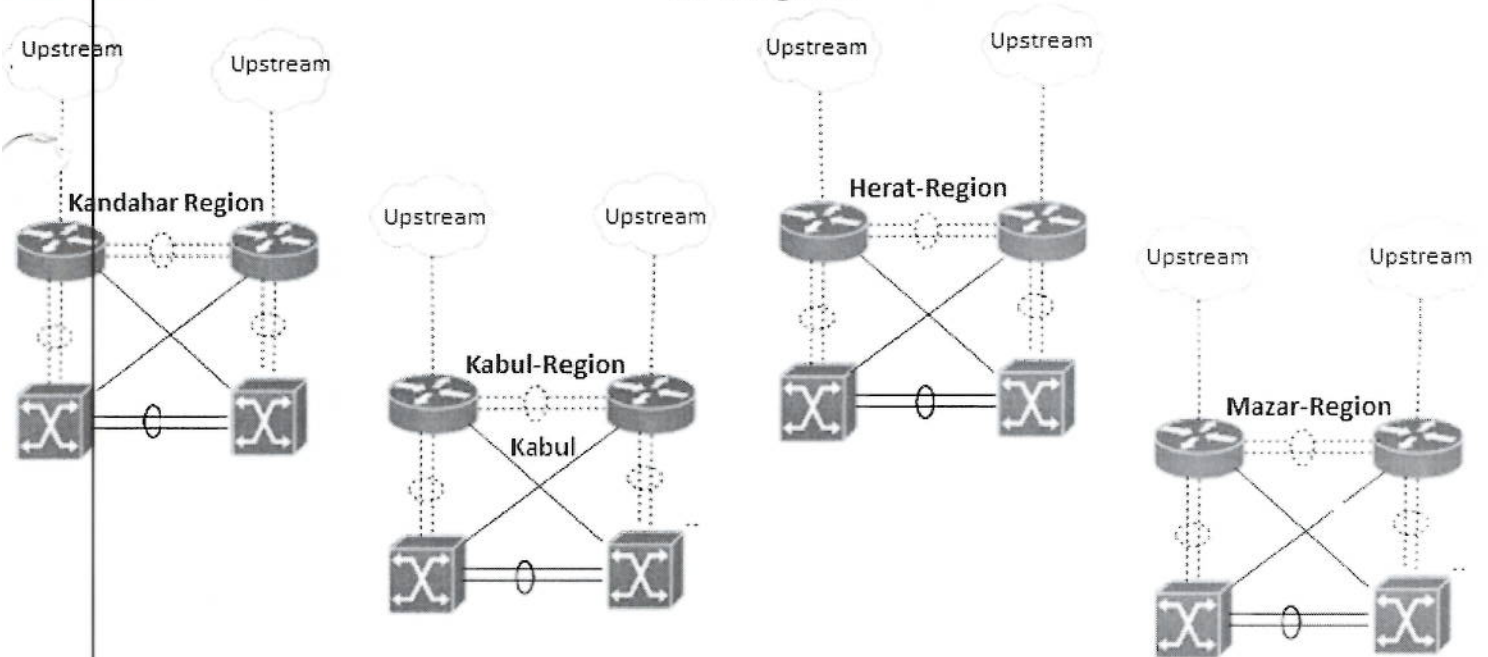 Upstream
Upstream
Kandahar Region
Upstream
Upstream
Kabul-Region
Kabul
Upstream
Upstream
Herat-Region
Upstream
Upstream
Mazar-Region